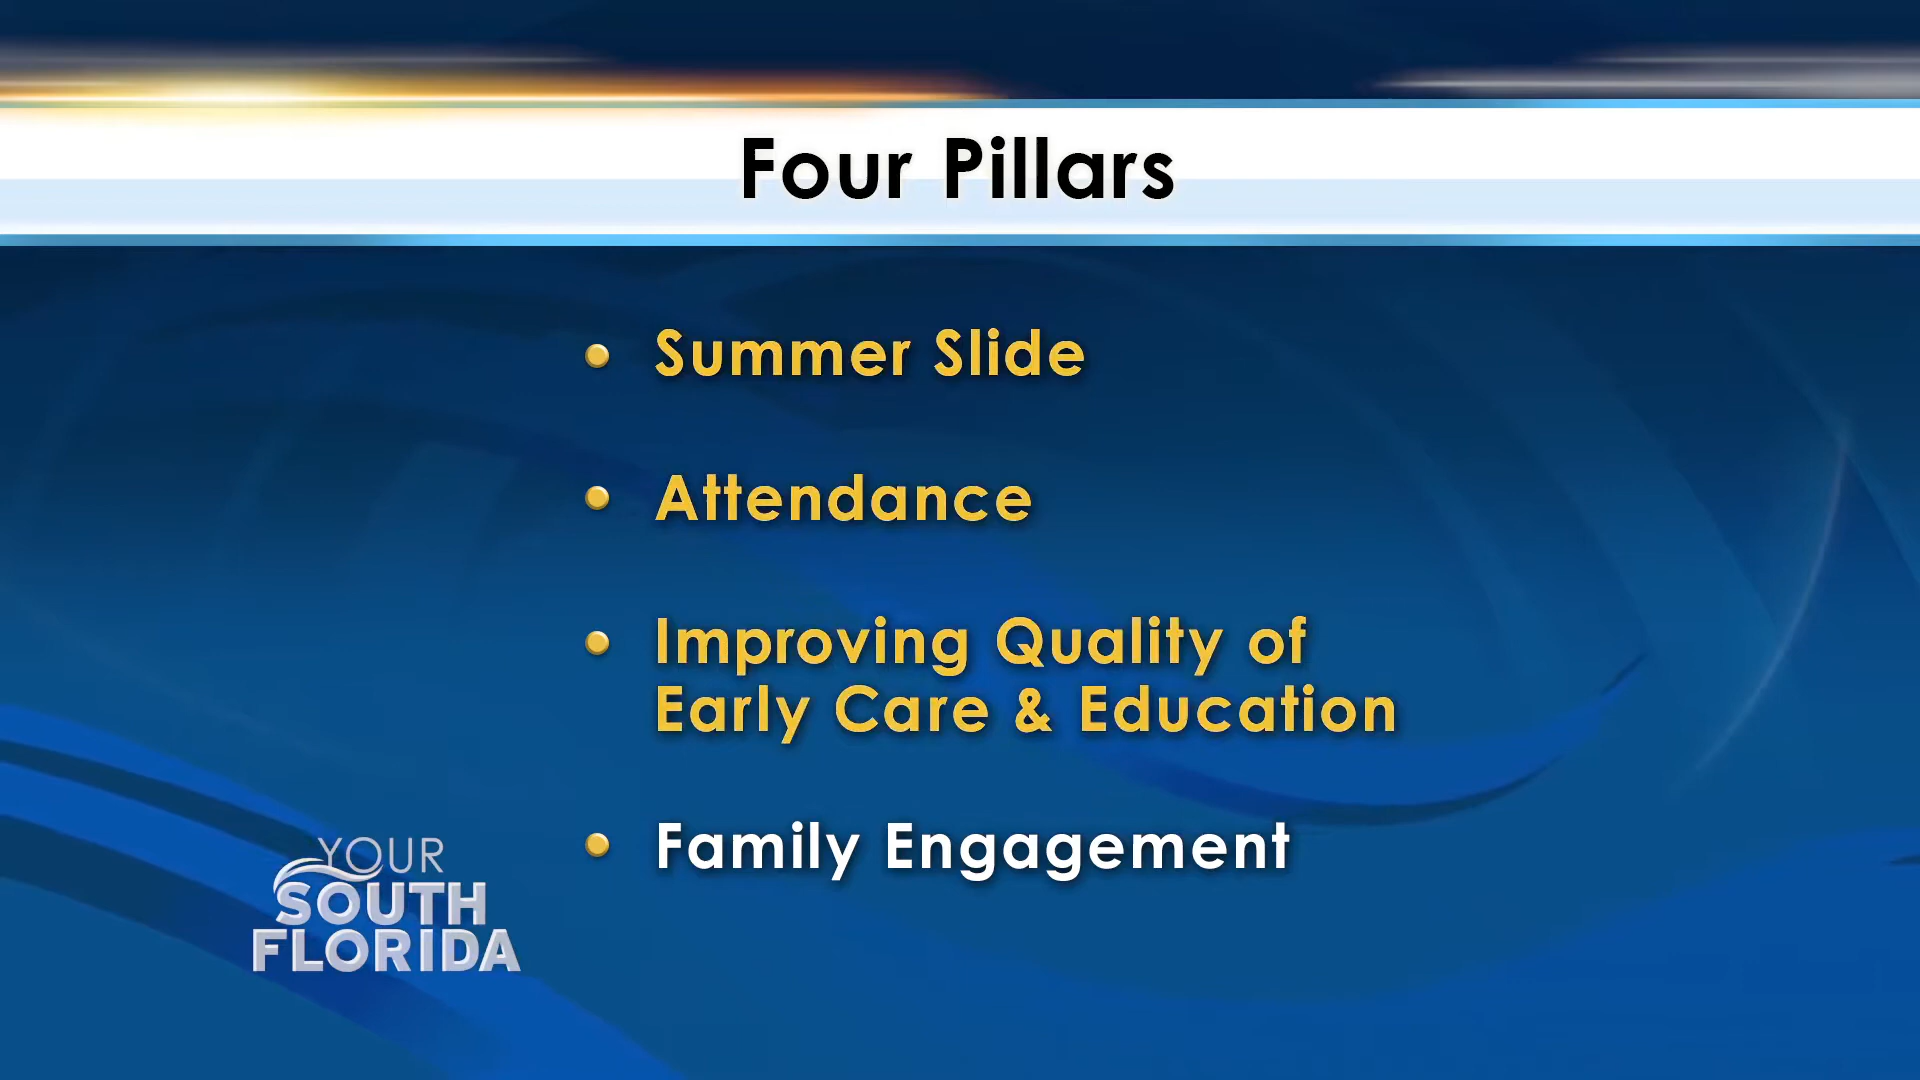 Four Pillars
• Summer Slide
• Attendance
• Improving Quality of
Early Care & Education
• Family Engagement
YOUR
SOUTH
FLORIDA